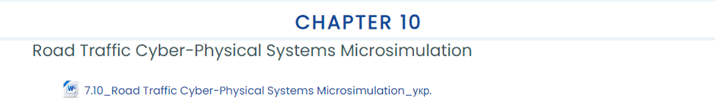 CHAPTER 10
Road Traffic Cyber-Physical Systems Microsimulation
7.10_Road Traffic Cyber-Physical Systems Microsimulation_укр.